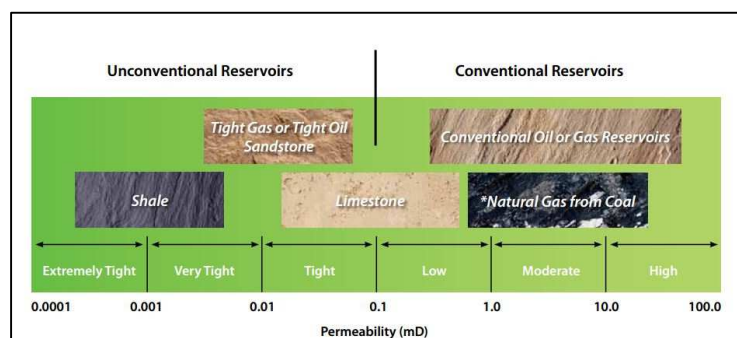 Unconventional Reservoirs
Conventional Reservoirs
Tight Gas or Tight Oil
Sandstone
Conventional Oil or Gas Reservoirs
Shale
Limestone
*Natural Gas from Coal
Extremely Tight
Very Tight
Tight
Low
Moderate
High
0.0001
0.001
0.01
0.1
1.0
10.0
100.0
Permeability (mD)